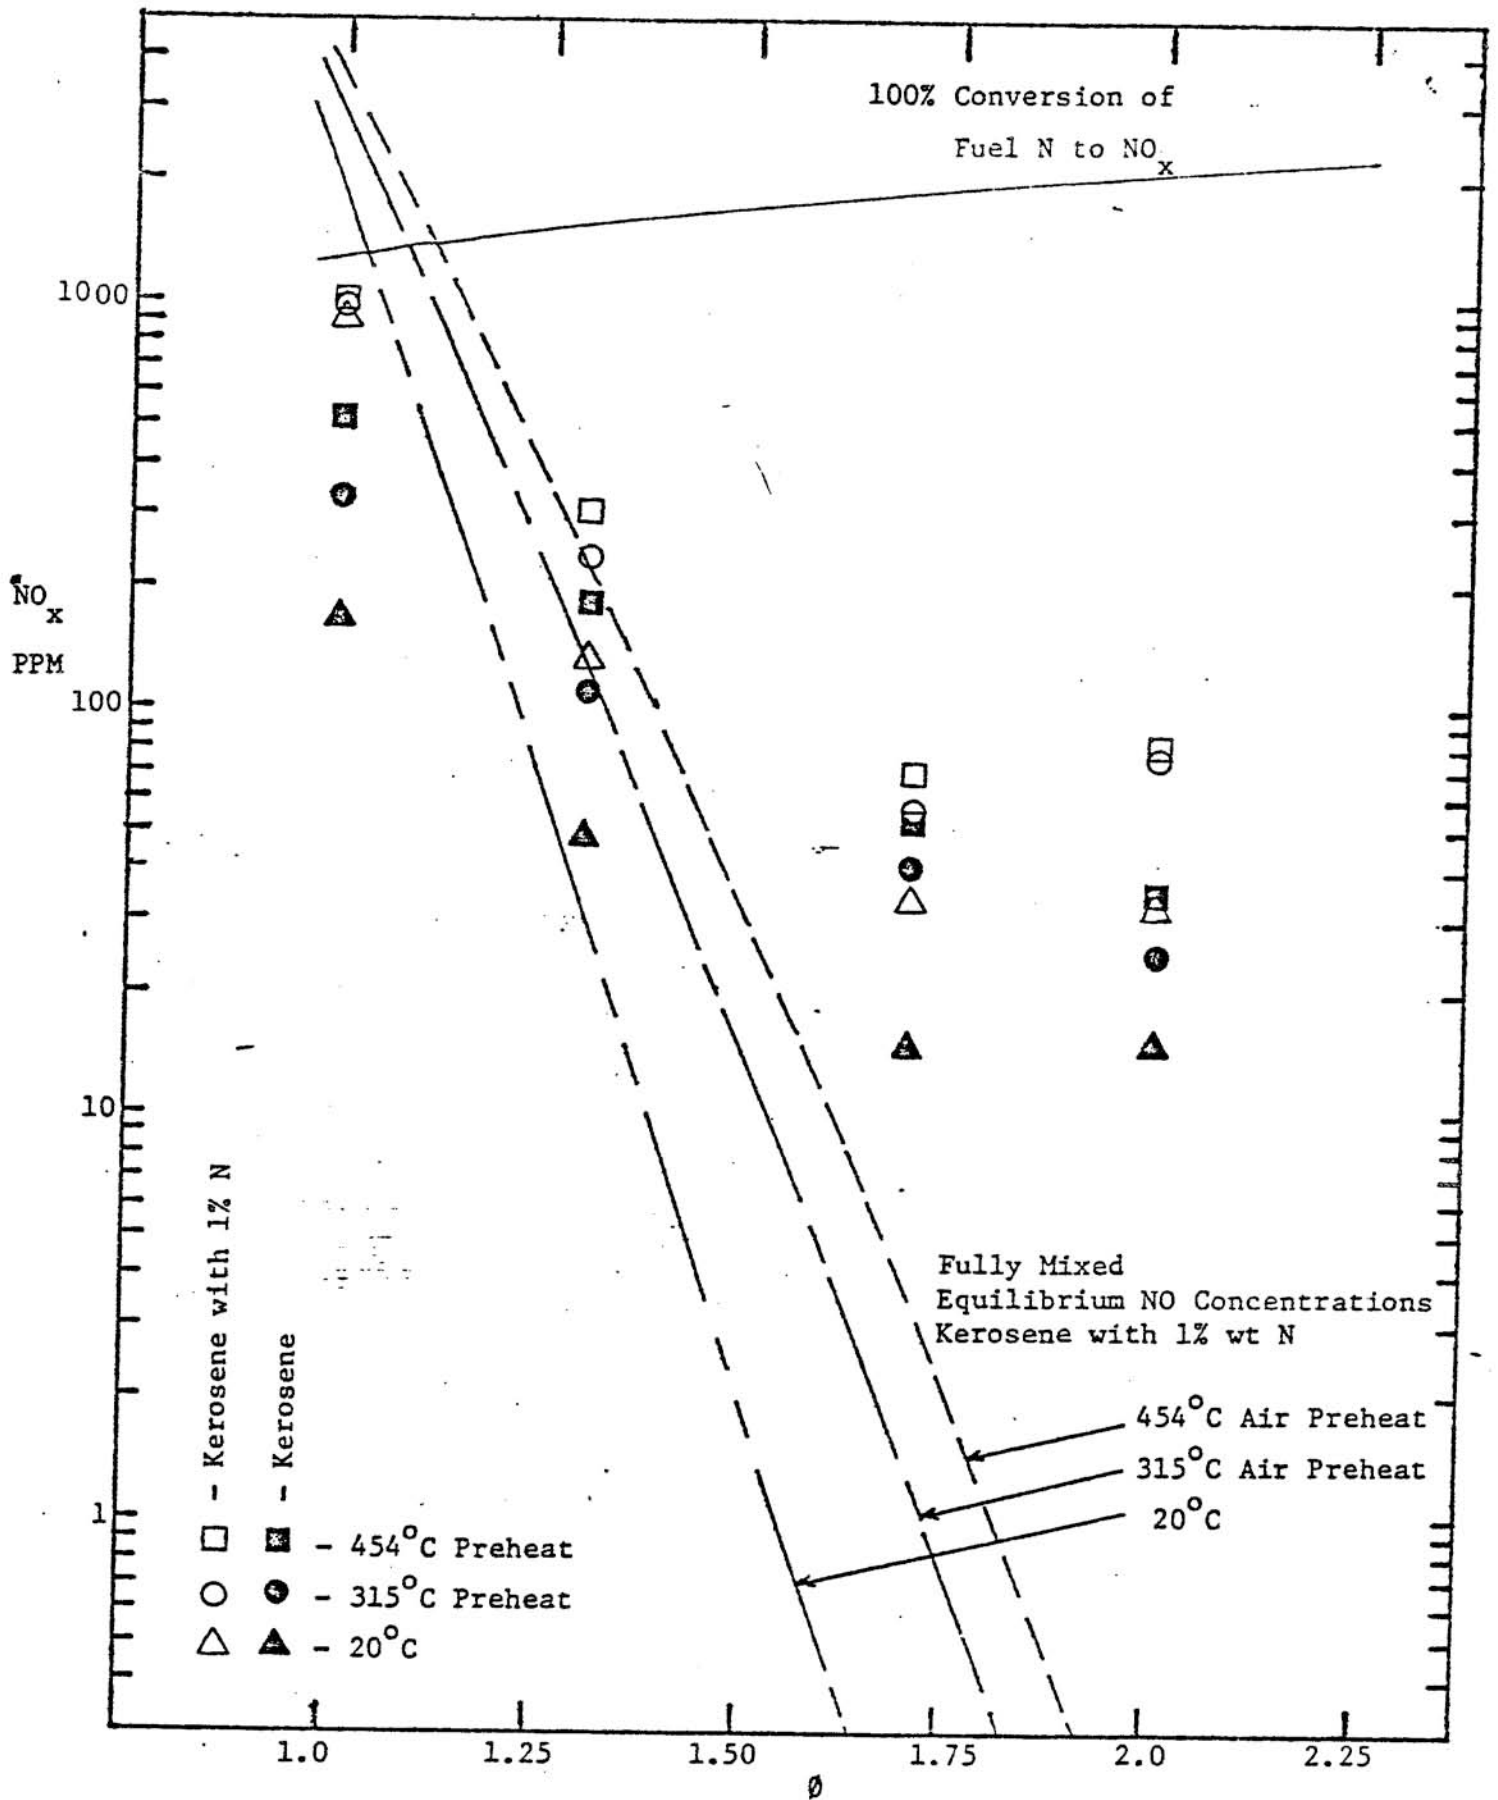 100% Conversion of
Fuel N to NOx
1000
NOx
PPM
100
10
1
- Kerosene with 1% N
- Kerosene
□ ■ - 454°C Preheat
○ ● - 315°C Preheat
△ ▲ - 20°C
Fully Mixed
Equilibrium NO Concentrations
Kerosene with 1% wt N
454°C Air Preheat
315°C Air Preheat
20°C
1.0 1.25 1.50 1.75 2.0 2.25
Ø